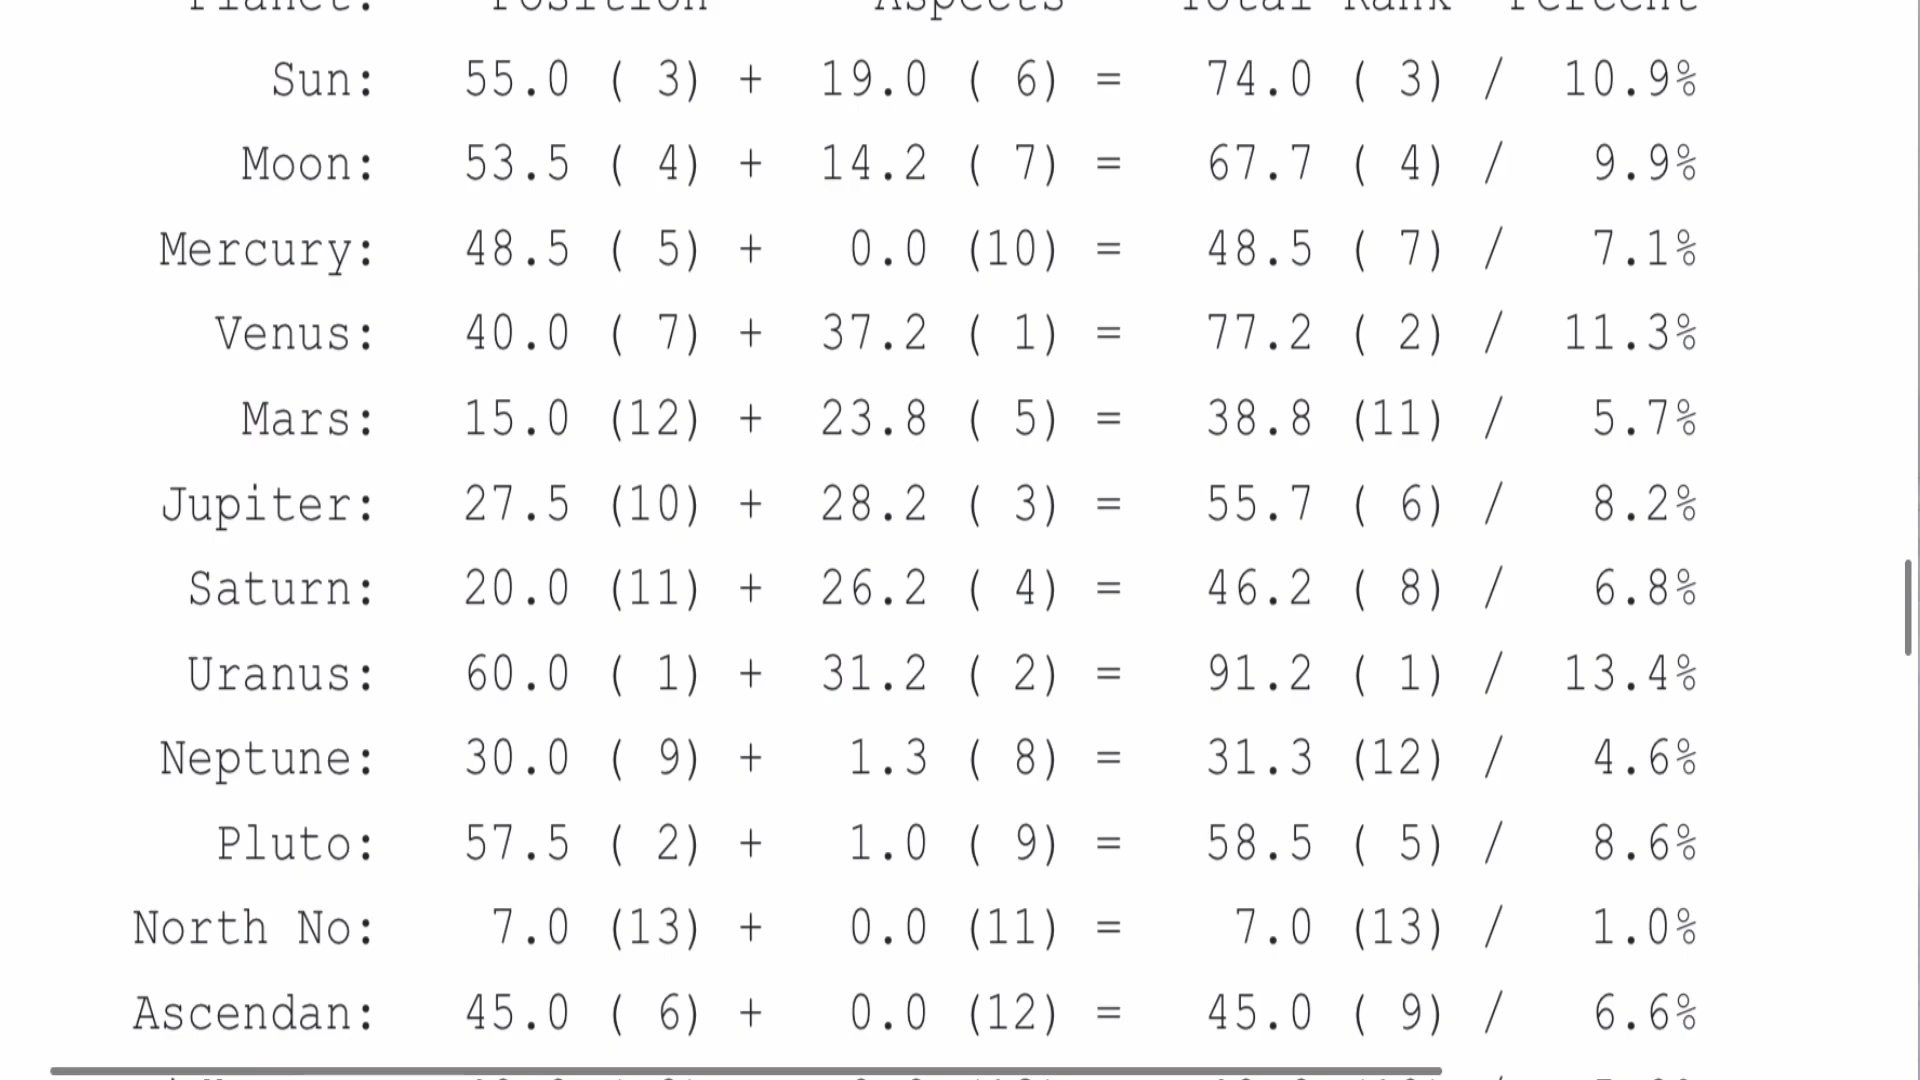 Planet: Position Aspects Total Rank Percent
Sun: 55.0 ( 3) + 19.0 ( 6) = 74.0 ( 3) / 10.9%
Moon: 53.5 ( 4) + 14.2 ( 7) = 67.7 ( 4) / 9.9%
Mercury: 48.5 ( 5) + 0.0 (10) = 48.5 ( 7) / 7.1%
Venus: 40.0 ( 7) + 37.2 ( 1) = 77.2 ( 2) / 11.3%
Mars: 15.0 (12) + 23.8 ( 5) = 38.8 (11) / 5.7%
Jupiter: 27.5 (10) + 28.2 ( 3) = 55.7 ( 6) / 8.2%
Saturn: 20.0 (11) + 26.2 ( 4) = 46.2 ( 8) / 6.8%
Uranus: 60.0 ( 1) + 31.2 ( 2) = 91.2 ( 1) / 13.4%
Neptune: 30.0 ( 9) + 1.3 ( 8) = 31.3 (12) / 4.6%
Pluto: 57.5 ( 2) + 1.0 ( 9) = 58.5 ( 5) / 8.6%
North No: 7.0 (13) + 0.0 (11) = 7.0 (13) / 1.0%
Ascendan: 45.0 ( 6) + 0.0 (12) = 45.0 ( 9) / 6.6%